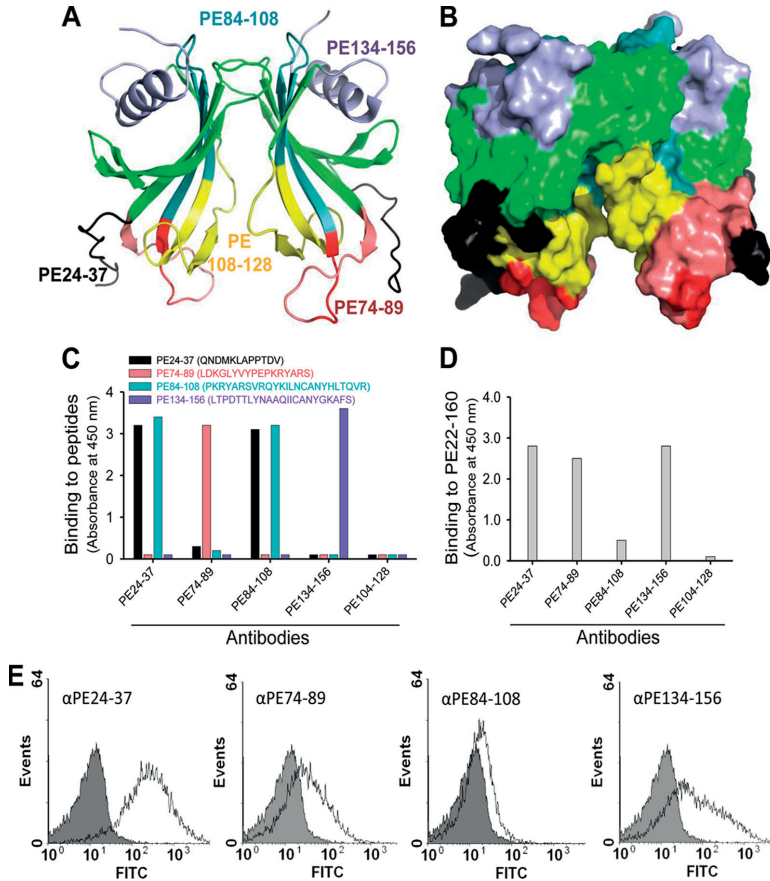 A
PE84-108
PE134-156
PE24-37
PE
108-128
PE74-89
B
C
PE24-37 (QNDMKLAPPTDV)
PE74-89 (LDKGLYVYPEPKRYARS)
PE84-108 (PKRYARSVRQYKILNCANYHLTQVR)
PE134-156 (LTPDTTLYNAAQIICANYGKAFS)
Binding to peptides
(Absorbance at 450 nm)
3
2
1
0
PE24-37
PE74-89
PE84-108
PE134-156
PE104-128
Antibodies
D
Binding to PE22-160
(Absorbance at 450 nm)
4.0
3.0
2.0
1.0
0.0
PE24-37
PE74-89
PE84-108
PE134-156
PE104-128
Antibodies
E
64
Events
0
αPE24-37
10⁰ 10¹ 10² 10³
FITC
64
Events
0
αPE74-89
10⁰ 10¹ 10² 10³
FITC
64
Events
0
αPE84-108
10⁰ 10¹ 10² 10³
FITC
64
Events
0
αPE134-156
10⁰ 10¹ 10² 10³
FITC